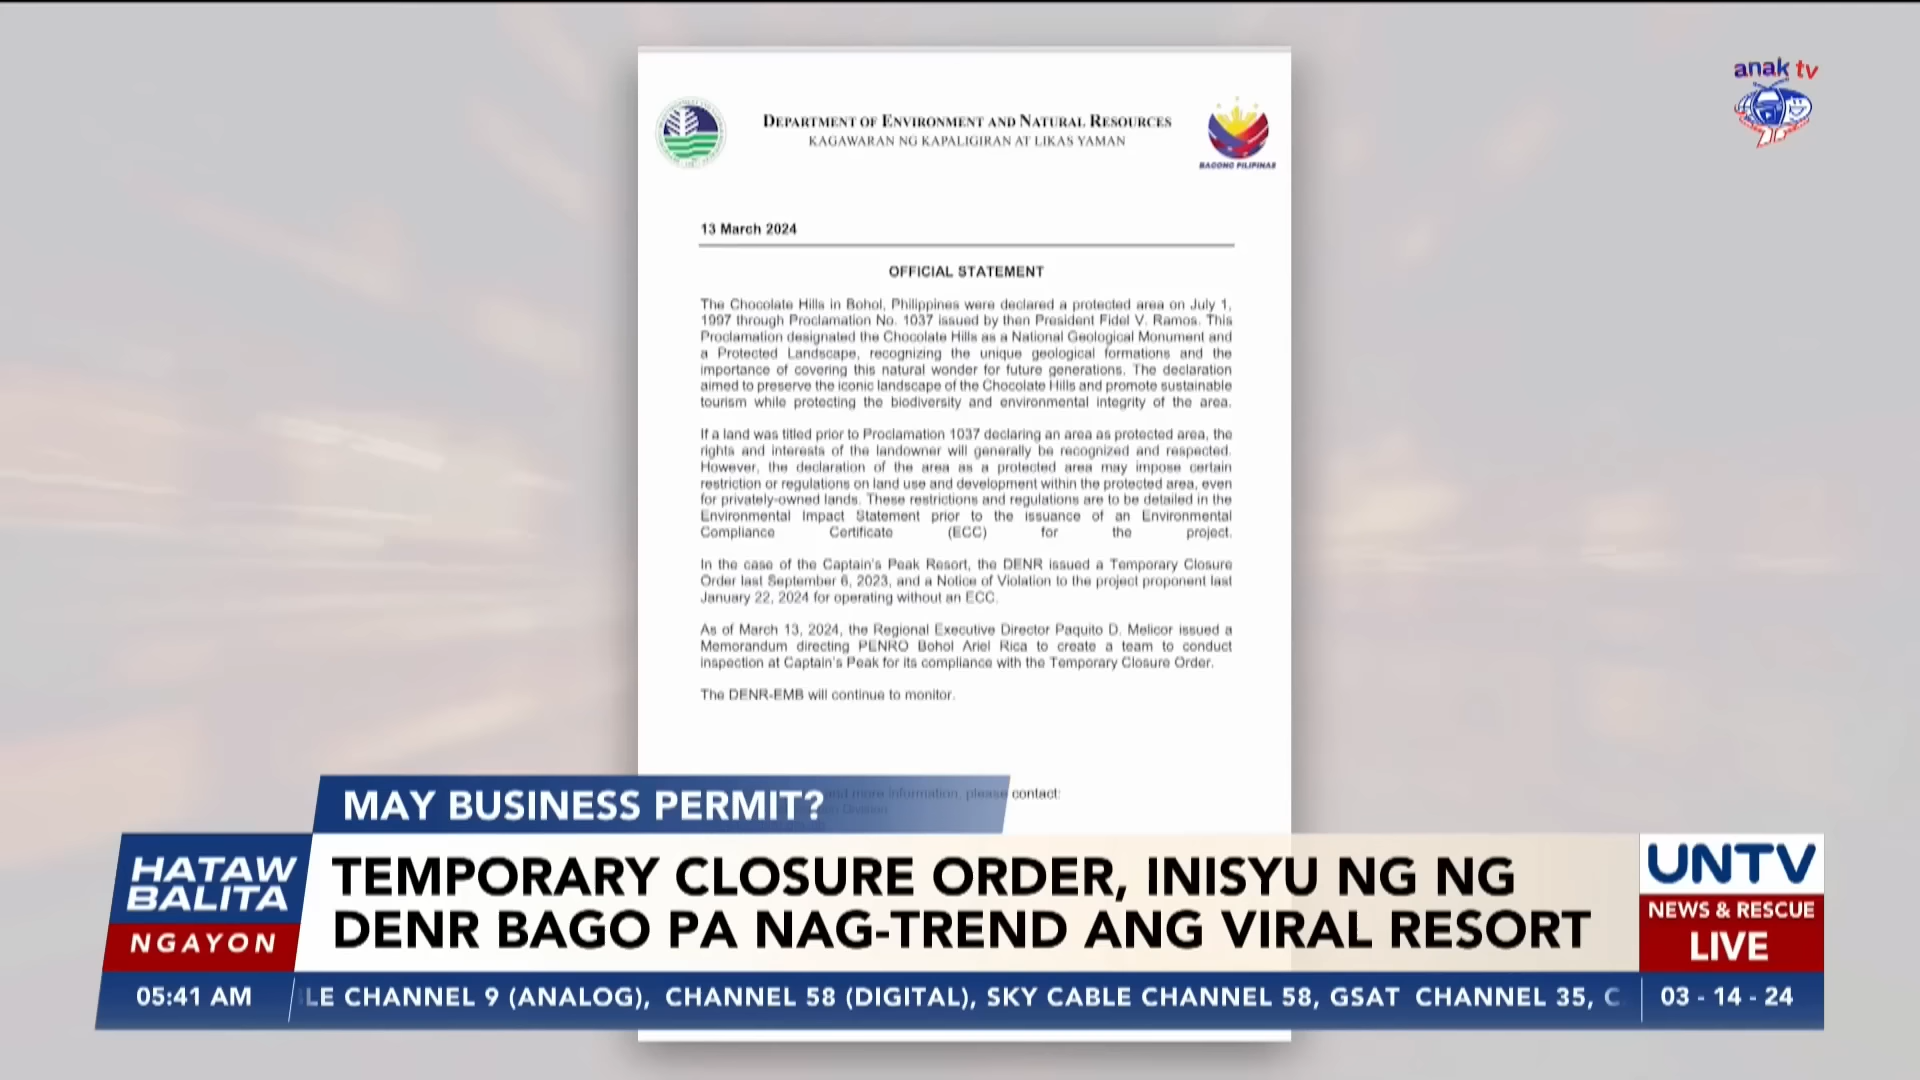 anak tv
DEPARTMENT OF ENVIRONMENT AND NATURAL RESOURCES
KAGAWARAN NG KAPALIGIRAN AT LIKAS YAMAN
BAGONG PILIPINAS
13 March 2024
OFFICIAL STATEMENT
The Chocolate Hills in Bohol, Philippines were declared a protected area on July 1,
1997 through Proclamation No. 1037 issued by then President Fidel V. Ramos. This
Proclamation designated the Chocolate Hills as a National Geological Monument and
a Protected Landscape, recognizing the unique geological formations and the
importance of covering this natural wonder for future generations. The declaration
aimed to preserve the iconic landscape of the Chocolate Hills and promote sustainable
tourism while protecting the biodiversity and environmental integrity of the area.
If a land was titled prior to Proclamation 1037 declaring an area as protected area, the
rights and interests of the landowner will generally be recognized and respected.
However, the declaration of the area as a protected area may impose certain
restriction or regulations on land use and development within the protected area, even
for privately-owned lands. These restrictions and regulations are to be detailed in the
Environmental Impact Statement prior to the issuance of an Environmental
Compliance Certificate (ECC) for the project.
In the case of the Captain's Peak Resort, the DENR issued a Temporary Closure
Order last September 6, 2023, and a Notice of Violation to the project proponent last
January 22, 2024 for operating without an ECC.
As of March 13, 2024, the Regional Executive Director Paquito D. Melicor issued a
Memorandum directing PENRO Bohol Ariel Rica to create a team to conduct
inspection at Captain's Peak for its compliance with the Temporary Closure Order.
The DENR-EMB will continue to monitor.
and more information, please contact:
MAY BUSINESS PERMIT?
HATAW
BALITA
NGAYON
TEMPORARY CLOSURE ORDER, INISYU NG NG
DENR BAGO PA NAG-TREND ANG VIRAL RESORT
UNTV
NEWS & RESCUE
LIVE
05:41 AM
LE CHANNEL 9 (ANALOG), CHANNEL 58 (DIGITAL), SKY CABLE CHANNEL 58, GSAT CHANNEL 35, C
03 - 14 - 24